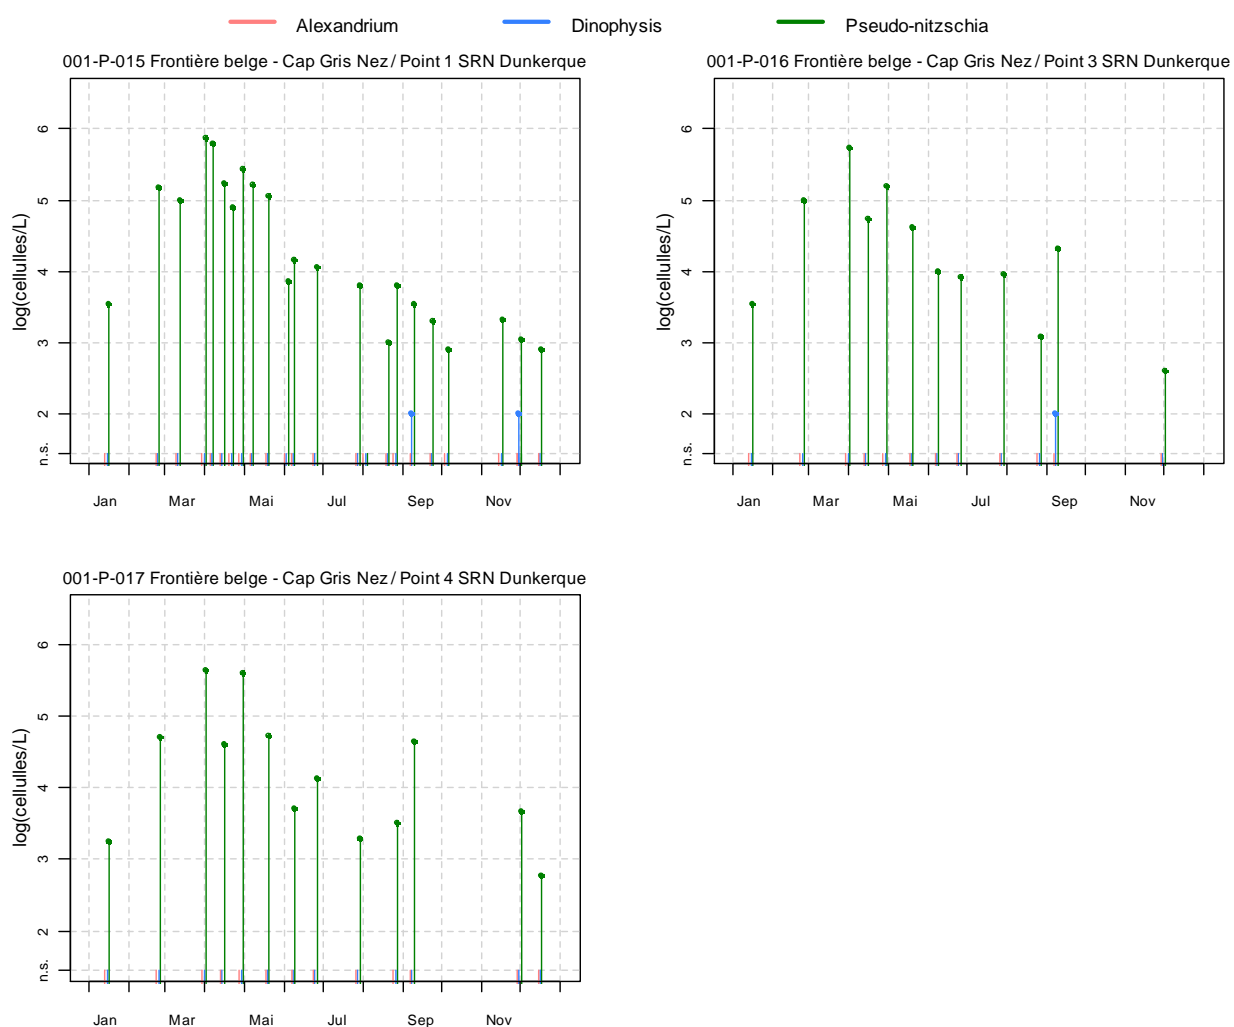 Alexandrium Dinophysis Pseudo-nitzschia
001-P-015 Frontière belge - Cap Gris Nez / Point 1 SRN Dunkerque
log(cellulles/L)
6
5
4
3
2
n.s.
Jan Mar Mai Jul Sep Nov
001-P-016 Frontière belge - Cap Gris Nez / Point 3 SRN Dunkerque
log(cellulles/L)
6
5
4
3
2
n.s.
Jan Mar Mai Jul Sep Nov
001-P-017 Frontière belge - Cap Gris Nez / Point 4 SRN Dunkerque
log(cellulles/L)
6
5
4
3
2
n.s.
Jan Mar Mai Jul Sep Nov